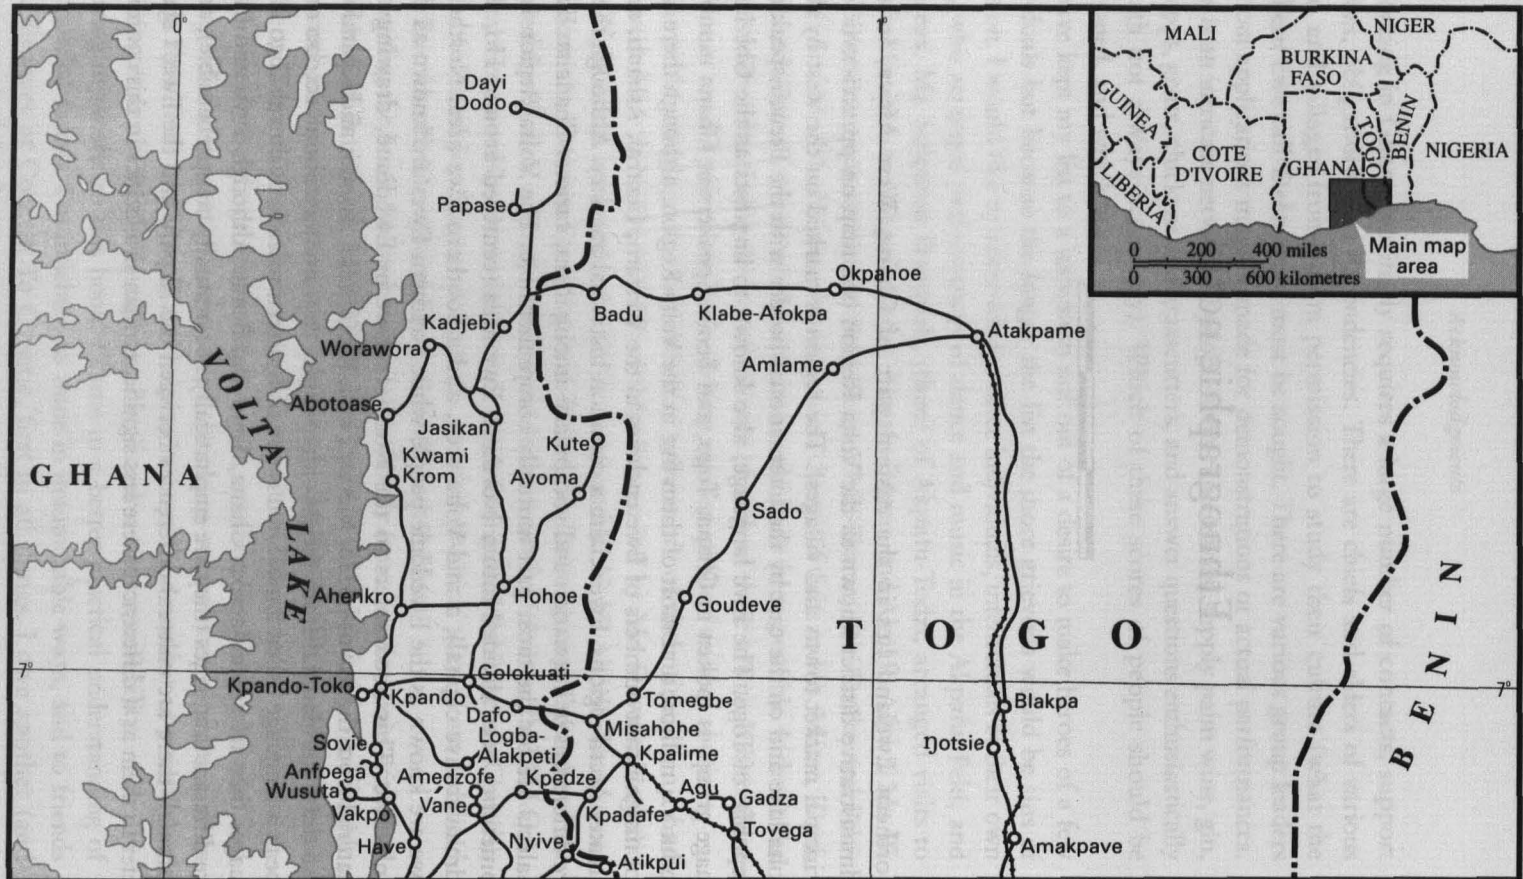 0°
1°
Dayi
Dodo
Papase
Okpahoe
Badu
Klabe-Afokpa
Kadjebi
Atakpame
Worawora
Amlame
VOLTA
LAKE
Abotoase
Jasikan
Kute
GHANA
Kwami
Krom
Ayoma
Sado
Ahenkro
Hohoe
Goudeve
TOGO
BENIN
7°
7°
Golokuati
Kpando-Toko
Kpando
Tomegbe
Blakpa
Dafo
Misahohe
Logba-
Alakpeti
Sovie
Kpalime
Ŋotsie
Anfoega
Amedzofe
Kpedze
Wusuta
Agu
Gadza
Vane
Vakpo
Kpadafe
Tovega
Have
Nyive
Amakpave
Atikpui
MALI
NIGER
BURKINA
FASO
GUINEA
TOGO
BENIN
COTE
D'IVOIRE
GHANA
NIGERIA
LIBERIA
0 200 400 miles
0 300 600 kilometres
Main map
area